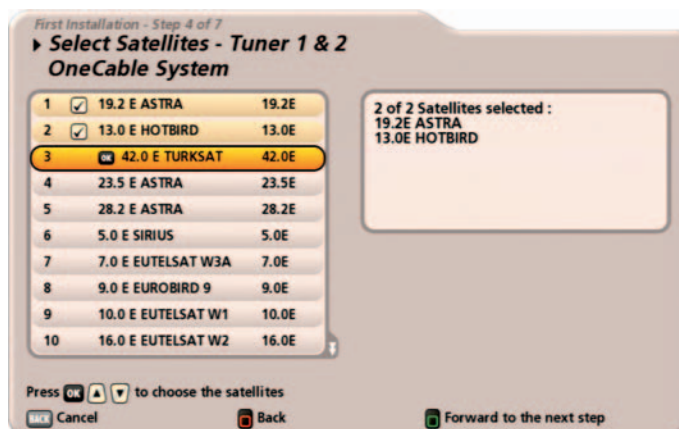 First Installation - Step 4 of 7
Select Satellites - Tuner 1 & 2
OneCable System
1 19.2 E ASTRA 19.2E
2 13.0 E HOTBIRD 13.0E
3 OK 42.0 E TURKSAT 42.0E
4 23.5 E ASTRA 23.5E
5 28.2 E ASTRA 28.2E
6 5.0 E SIRIUS 5.0E
7 7.0 E EUTELSAT W3A 7.0E
8 9.0 E EUROBIRD 9 9.0E
9 10.0 E EUTELSAT W1 10.0E
10 16.0 E EUTELSAT W2 16.0E
2 of 2 Satellites selected :
19.2E ASTRA
13.0E HOTBIRD
Press OK to choose the satellites
BACK Cancel Back Forward to the next step